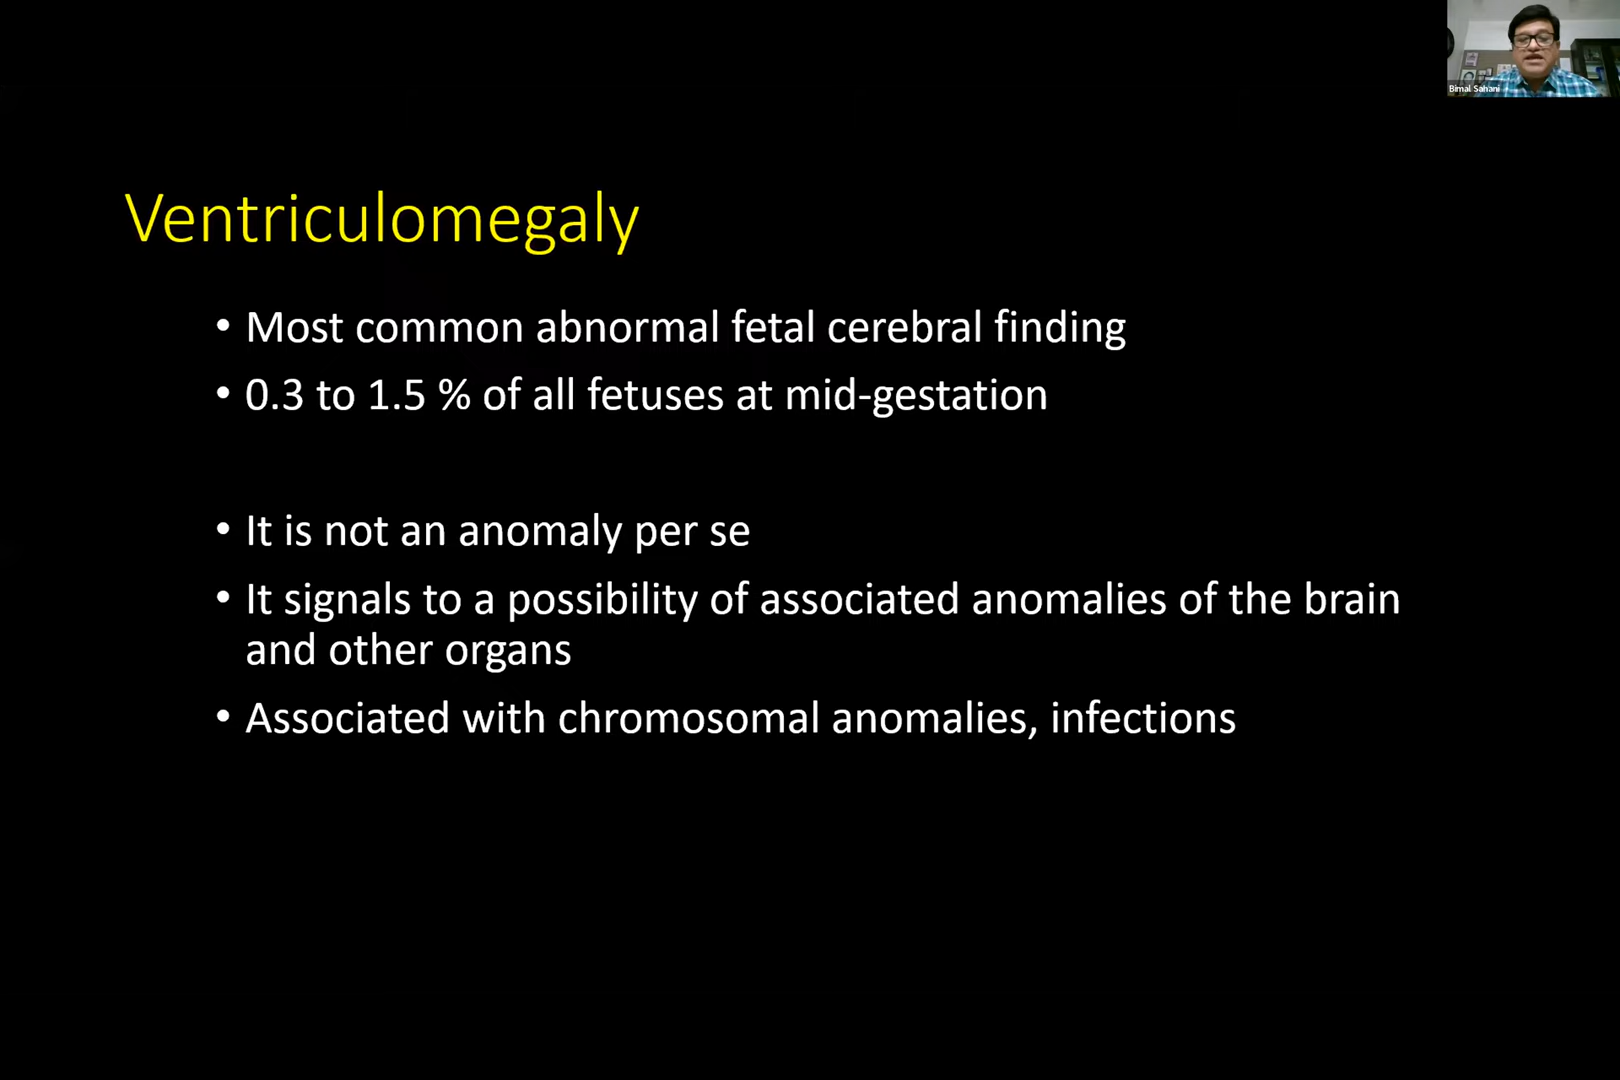 Bimal Sahani
Ventriculomegaly
• Most common abnormal fetal cerebral finding
• 0.3 to 1.5 % of all fetuses at mid-gestation
• It is not an anomaly per se
• It signals to a possibility of associated anomalies of the brain
and other organs
• Associated with chromosomal anomalies, infections